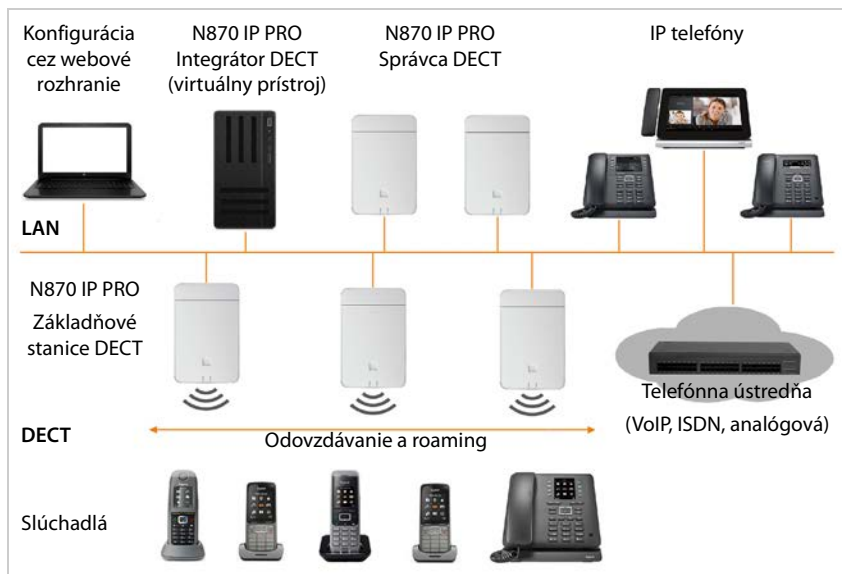 Konfigurácia
cez webové
rozhranie
N870 IP PRO
Integrátor DECT
(virtuálny prístroj)
N870 IP PRO
Správca DECT
IP telefóny
LAN
N870 IP PRO
Základňové
stanice DECT
Telefónna ústredňa
(VoIP, ISDN, analógová)
DECT
Odovzdávanie a roaming
Slúchadlá